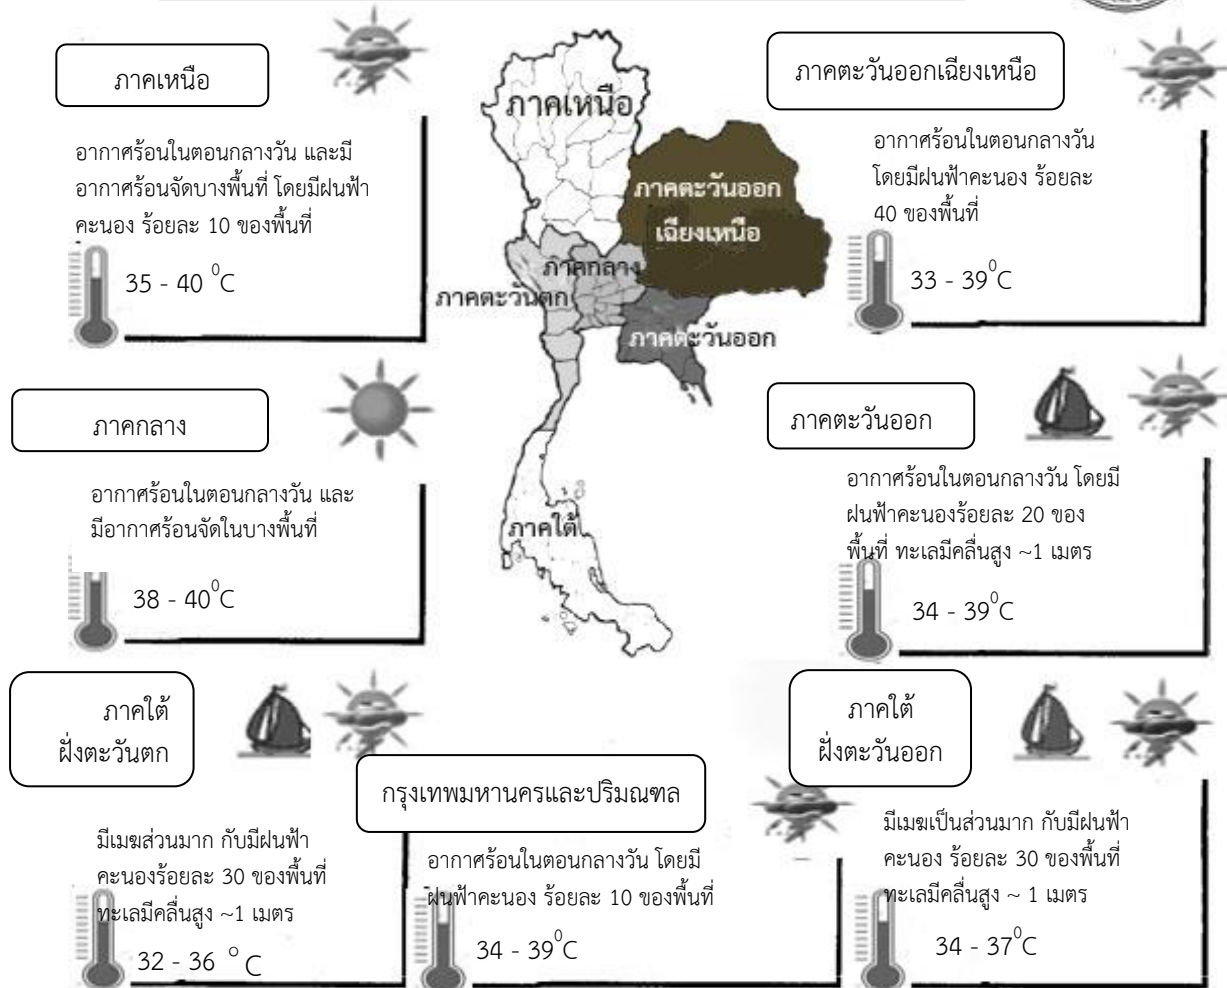 ภาคเหนือ
อากาศร้อนในตอนกลางวัน และมี
อากาศร้อนจัดบางพื้นที่ โดยมีฝนฟ้า
คะนอง ร้อยละ 10 ของพื้นที่
35 - 40 ⁰C
ภาคตะวันออกเฉียงเหนือ
อากาศร้อนในตอนกลางวัน
โดยมีฝนฟ้าคะนอง ร้อยละ
40 ของพื้นที่
33 - 39⁰C
ภาคเหนือ
ภาคตะวันออก
เฉียงเหนือ
ภาคกลาง
ภาคตะวันตก
ภาคตะวันออก
ภาคใต้
ภาคกลาง
อากาศร้อนในตอนกลางวัน และ
มีอากาศร้อนจัดในบางพื้นที่
38 - 40⁰C
ภาคตะวันออก
อากาศร้อนในตอนกลางวัน โดยมี
ฝนฟ้าคะนองร้อยละ 20 ของ
พื้นที่ ทะเลมีคลื่นสูง ~1 เมตร
34 - 39⁰C
ภาคใต้
ฝั่งตะวันตก
มีเมฆส่วนมาก กับมีฝนฟ้า
คะนองร้อยละ 30 ของพื้นที่
ทะเลมีคลื่นสูง ~1 เมตร
32 - 36 ° C
กรุงเทพมหานครและปริมณฑล
อากาศร้อนในตอนกลางวัน โดยมี
ฝนฟ้าคะนอง ร้อยละ 10 ของพื้นที่
34 - 39⁰C
ภาคใต้
ฝั่งตะวันออก
มีเมฆเป็นส่วนมาก กับมีฝนฟ้า
คะนอง ร้อยละ 30 ของพื้นที่
ทะเลมีคลื่นสูง ~ 1 เมตร
34 - 37⁰C